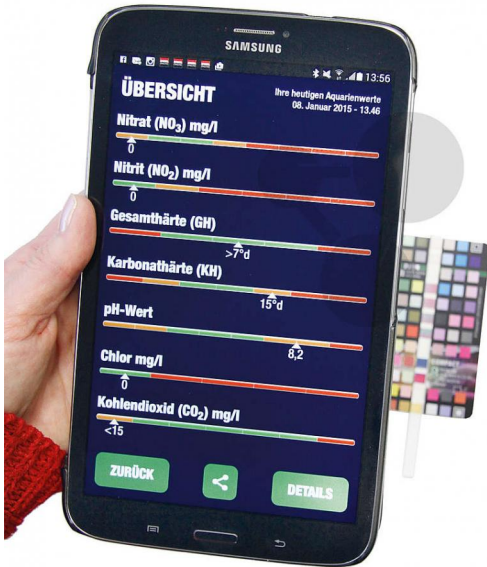 SAMSUNG
13:56
ÜBERSICHT
Ihre heutigen Aquarienwerte
08. Januar 2015 - 13.46
Nitrat (NO₃) mg/l
0
Nitrit (NO₂) mg/l
0
Gesamthärte (GH)
>7°d
Karbonathärte (KH)
15°d
pH-Wert
8,2
Chlor mg/l
0
Kohlendioxid (CO₂) mg/l
<15
ZURÜCK
DETAILS